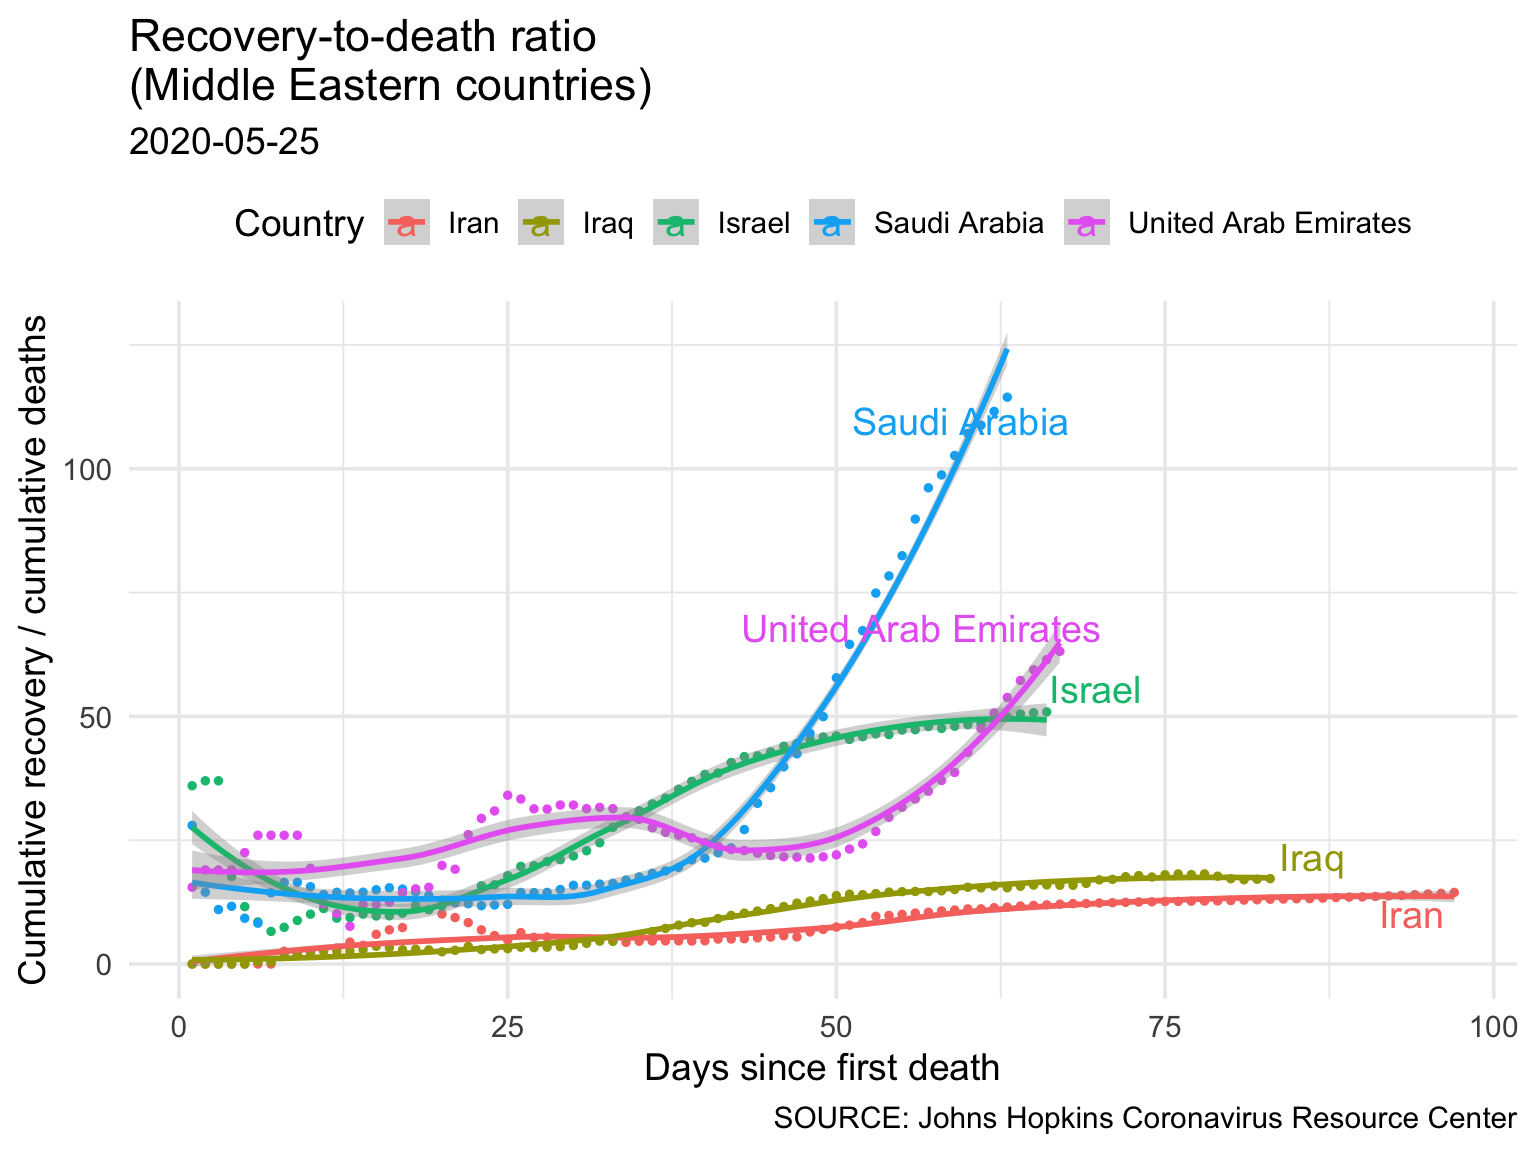 Recovery-to-death ratio
(Middle Eastern countries)
2020-05-25
Country a Iran a Iraq a Israel a Saudi Arabia a United Arab Emirates
Cumulative recovery / cumulative deaths
100
50
0
Saudi Arabia
United Arab Emirates
Israel
Iraq
Iran
0 25 50 75 100
Days since first death
SOURCE: Johns Hopkins Coronavirus Resource Center